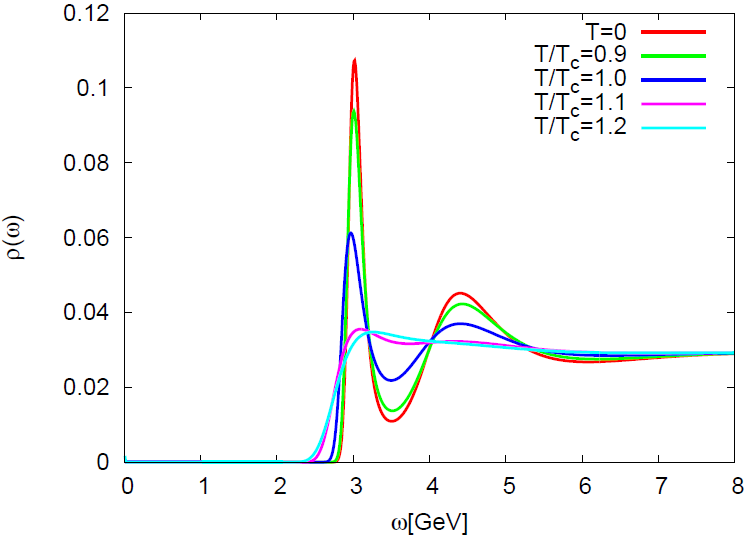 0.12
0.1
0.08
0.06
0.04
0.02
0
ρ(ω)
T=0
T/Tc=0.9
T/Tc=1.0
T/Tc=1.1
T/Tc=1.2
0 1 2 3 4 5 6 7 8
ω[GeV]